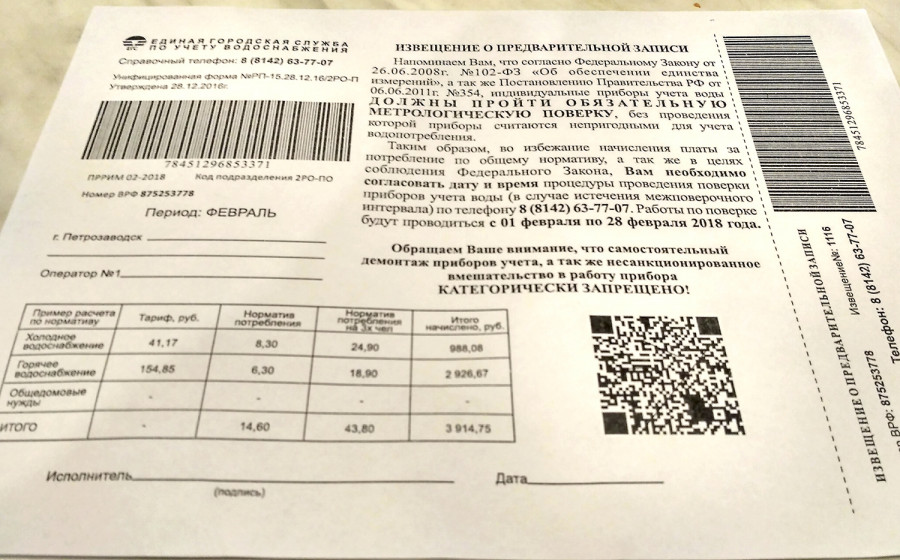 ЕДИНАЯ ГОРОДСКАЯ СЛУЖБА
ПО УЧЕТУ ВОДОСНАБЖЕНИЯ
ЕГС
Справочный телефон: 8 (8142) 63-77-07
Унифицированная форма №РП-15.28.12.16/2РО-П
Утверждена 28.12.2016г.
78451296853371
ПРРИМ 02-2018 Код подразделения 2РО-ПО
Номер ВРФ 875253778
Период: ФЕВРАЛЬ
г. Петрозаводск
Оператор №1
ИЗВЕЩЕНИЕ О ПРЕДВАРИТЕЛЬНОЙ ЗАПИСИ
Напоминаем Вам, что согласно Федеральному Закону от
26.06.2008г. №102-ФЗ «Об обеспечении единства
измерений», а так же Постановлению Правительства РФ от
06.06.2011г. №354, индивидуальные приборы учета воды
ДОЛЖНЫ ПРОЙТИ ОБЯЗАТЕЛЬНУЮ
МЕТРОЛОГИЧЕСКУЮ ПОВЕРКУ, без проведения
которой приборы считаются непригодными для учета
водопотребления.
Таким образом, во избежание начисления платы за
потребление по общему нормативу, а так же в целях
соблюдения Федерального Закона, Вам необходимо
согласовать дату и время процедуры проведения поверки
приборов учета воды (в случае истечения межповерочного
интервала) по телефону 8 (8142) 63-77-07. Работы по поверке
будут проводиться с 01 февраля по 28 февраля 2018 года.
Обращаем Ваше внимание, что самостоятельный
демонтаж приборов учета, а так же несанкционированное
вмешательство в работу прибора
КАТЕГОРИЧЕСКИ ЗАПРЕЩЕНО!
Пример расчета по нормативу Тариф, руб. Норматив потребления Норматив потребления на 3х чел Итого начислено, руб.
Холодное водоснабжение 41,17 8,30 24,90 988,08
Горячее водоснабжение 154,85 6,30 18,90 2 926,67
Общедомовые нужды - - - -
ИТОГО - 14,60 43,80 3 914,75
Исполнитель
(подпись)
Дата
78451296853371
ИЗВЕЩЕНИЕ О ПРЕДВАРИТЕЛЬНОЙ ЗАПИСИ
Извещение№: 1116
Телефон: 8 (8142) 63-77-07
ИЗВЕЩЕНИЕ О ПРЕДВАРИТЕЛЬНОЙ ЗАПИСИ
ВРФ: 875253778
Телефон: 8 (8142) 63-77-07